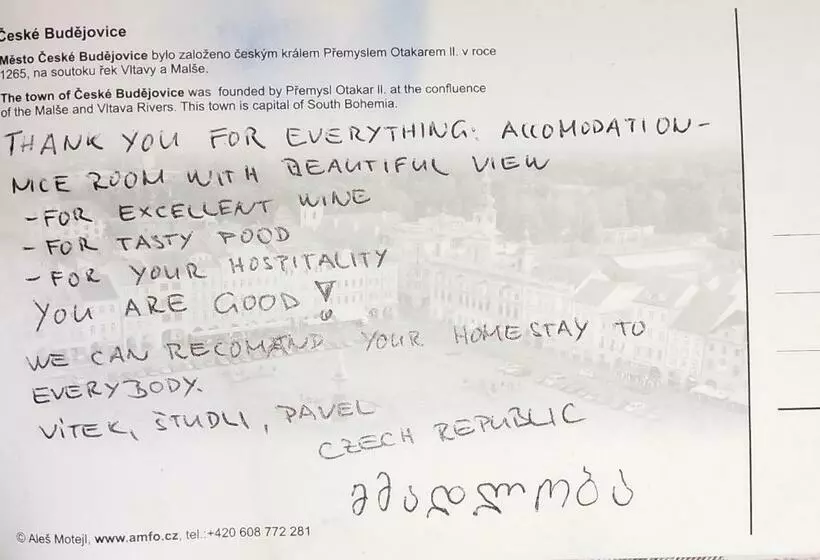 České Budějovice
Město České Budějovice bylo založeno českým králem Přemyslem Otakarem II. v roce
1265, na soutoku řek Vltavy a Malše.
The town of České Budějovice was founded by Přemysl Otakar II. at the confluence
of the Malše and Vltava Rivers. This town is capital of South Bohemia.
THANK YOU FOR EVERYTHING: ACCOMODATION -
NICE ROOM WITH BEAUTIFUL VIEW
- FOR EXCELLENT WINE
- FOR TASTY FOOD
- FOR YOUR HOSPITALITY
YOU ARE GOOD!
WE CAN RECOMAND YOUR HOMESTAY TO
EVERYBODY.
VÍTEK, ŠTUDLI, PAVEL
CZECH REPUBLIC
გმადლობა
© Aleš Motejl, www.amfo.cz, tel.:+420 608 772 281